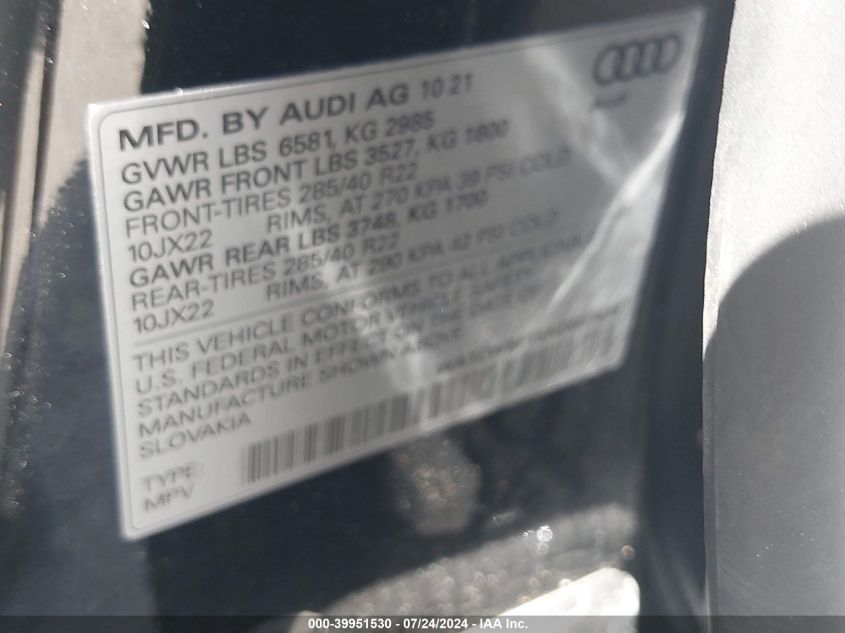 MFD. BY AUDI AG 10 21
Audi
GVWR LBS 6581, KG 2985
GAWR FRONT LBS 3527, KG 1600
FRONT-TIRES 285/40 R22
10JX22 RIMS, AT 270 KPA 39 PSI COLD
GAWR REAR LBS 3748, KG 1700
REAR-TIRES 285/40 R22
10JX22 RIMS, AT 290 KPA 42 PSI COLD
THIS VEHICLE CONFORMS TO ALL APPLICABLE
U.S. FEDERAL MOTOR VEHICLE SAFETY
STANDARDS IN EFFECT ON THE DATE OF
MANUFACTURE SHOWN ABOVE
SLOVAKIA
TYPE:
MPV
000-39951530 - 07/24/2024 - IAA Inc.